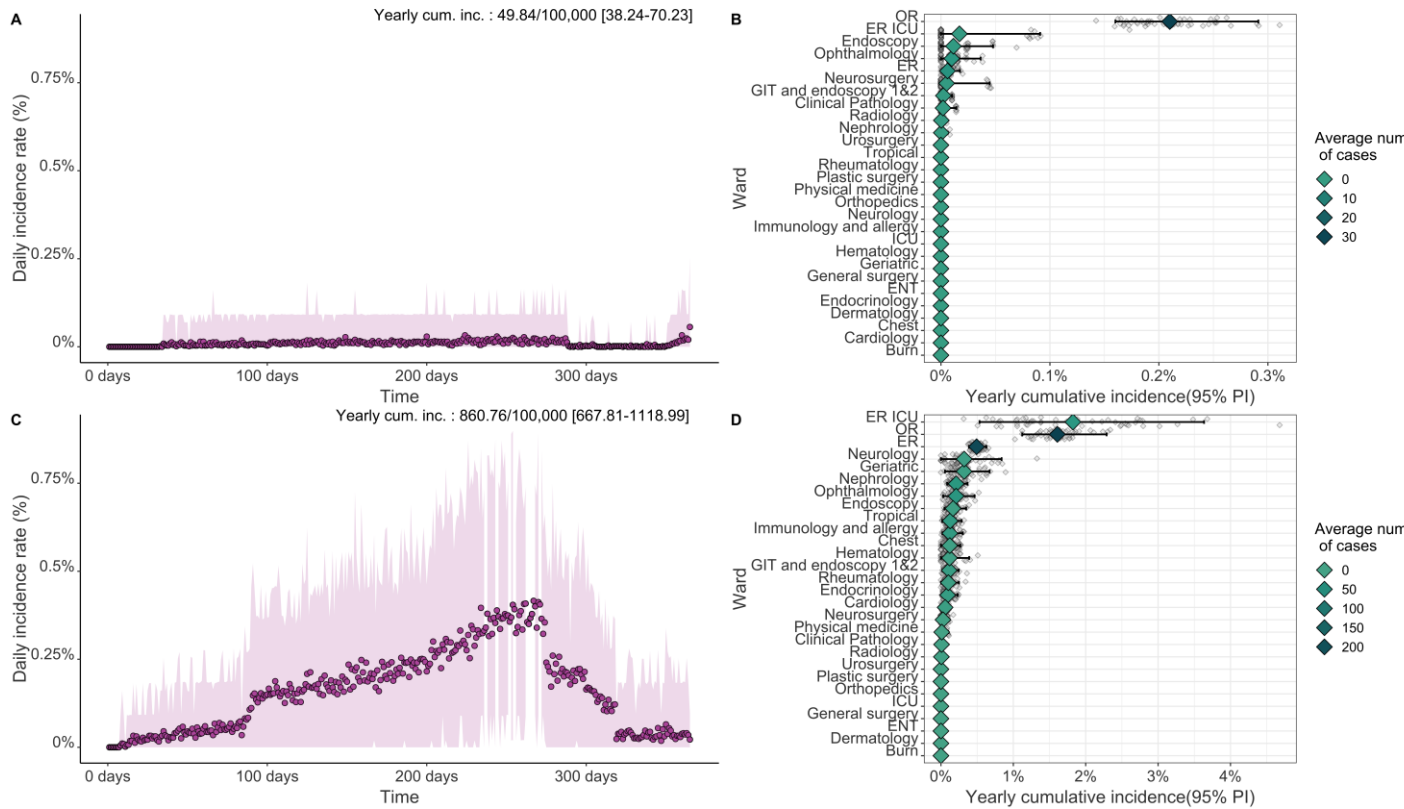 A
Yearly cum. inc. : 49.84/100,000 [38.24-70.23]
Daily incidence rate (%)
0.75%
0.5%
0.25%
0%
0 days
100 days
200 days
300 days
Time
B
Ward
OR
ER ICU
Endoscopy
Ophthalmology
ER
Neurosurgery
GIT and endoscopy 1&2
Clinical Pathology
Radiology
Nephrology
Urosurgery
Tropical
Rheumatology
Plastic surgery
Physical medicine
Orthopedics
Neurology
Immunology and allergy
ICU
Hematology
Geriatric
General surgery
ENT
Endocrinology
Dermatology
Chest
Cardiology
Burn
0%
0.1%
0.2%
0.3%
Yearly cumulative incidence(95% PI)
Average num
of cases
0
10
20
30
C
Yearly cum. inc. : 860.76/100,000 [667.81-1118.99]
Daily incidence rate (%)
0.75%
0.5%
0.25%
0%
0 days
100 days
200 days
300 days
Time
D
Ward
ER ICU
OR
ER
Neurology
Geriatric
Nephrology
Ophthalmology
Endoscopy
Tropical
Immunology and allergy
Chest
Hematology
GIT and endoscopy 1&2
Rheumatology
Endocrinology
Cardiology
Neurosurgery
Physical medicine
Clinical Pathology
Radiology
Urosurgery
Plastic surgery
Orthopedics
ICU
General surgery
ENT
Dermatology
Burn
0%
1%
2%
3%
4%
Yearly cumulative incidence(95% PI)
Average num
of cases
0
50
100
150
200